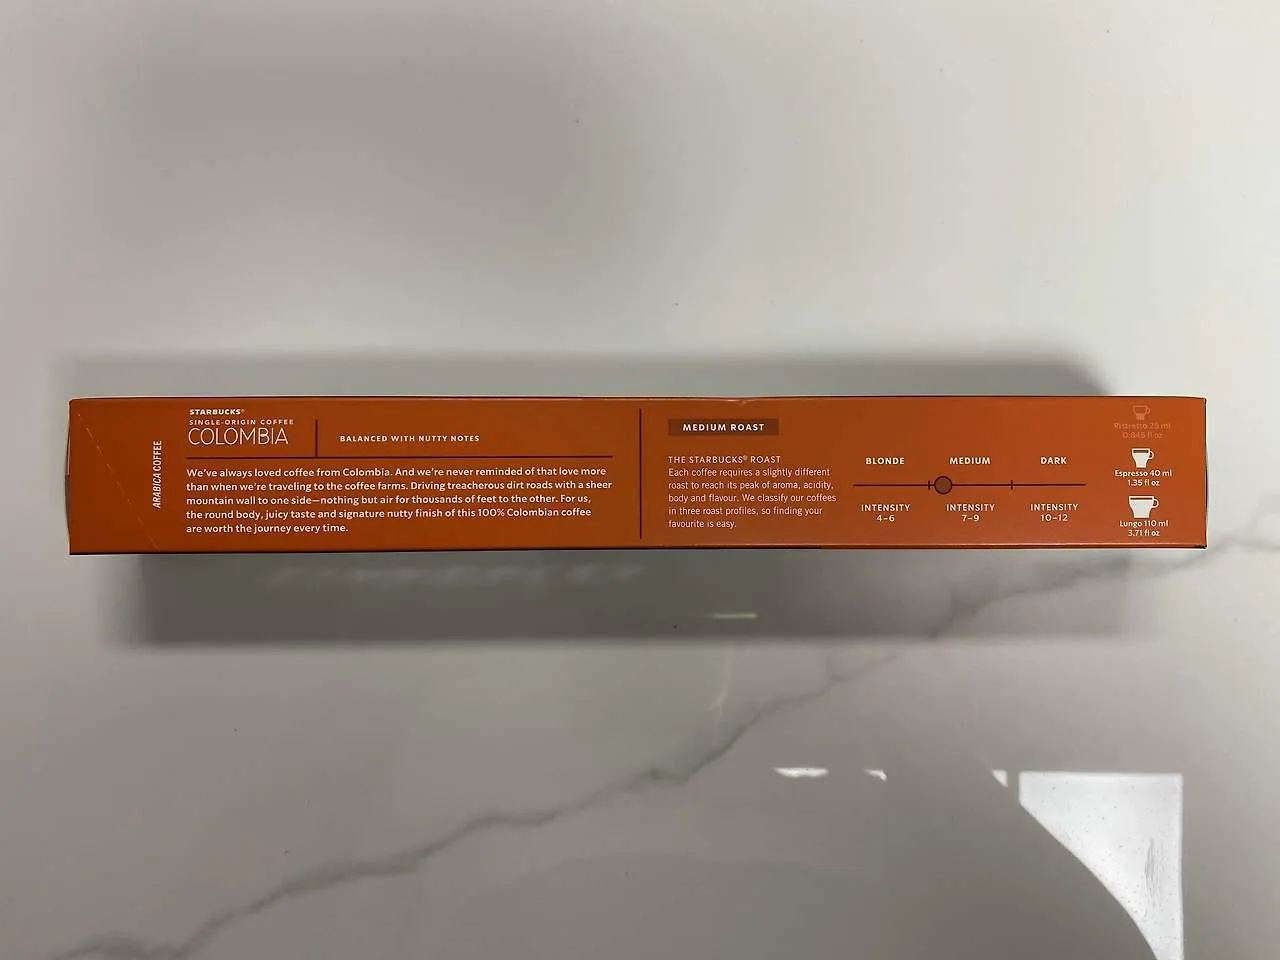 ARABICA COFFEE
STARBUCKS®
SINGLE-ORIGIN COFFEE
COLOMBIA
BALANCED WITH NUTTY NOTES
We've always loved coffee from Colombia. And we're never reminded of that love more
than when we're traveling to the coffee farms. Driving treacherous dirt roads with a sheer
mountain wall to one side—nothing but air for thousands of feet to the other. For us,
the round body, juicy taste and signature nutty finish of this 100% Colombian coffee
are worth the journey every time.
MEDIUM ROAST
THE STARBUCKS® ROAST
Each coffee requires a slightly different
roast to reach its peak of aroma, acidity,
body and flavour. We classify our coffees
in three roast profiles, so finding your
favourite is easy.
BLONDE
MEDIUM
DARK
INTENSITY
4–6
INTENSITY
7–9
INTENSITY
10–12
Ristretto 25 ml
0.845 fl oz
Espresso 40 ml
1.35 fl oz
Lungo 110 ml
3.71 fl oz